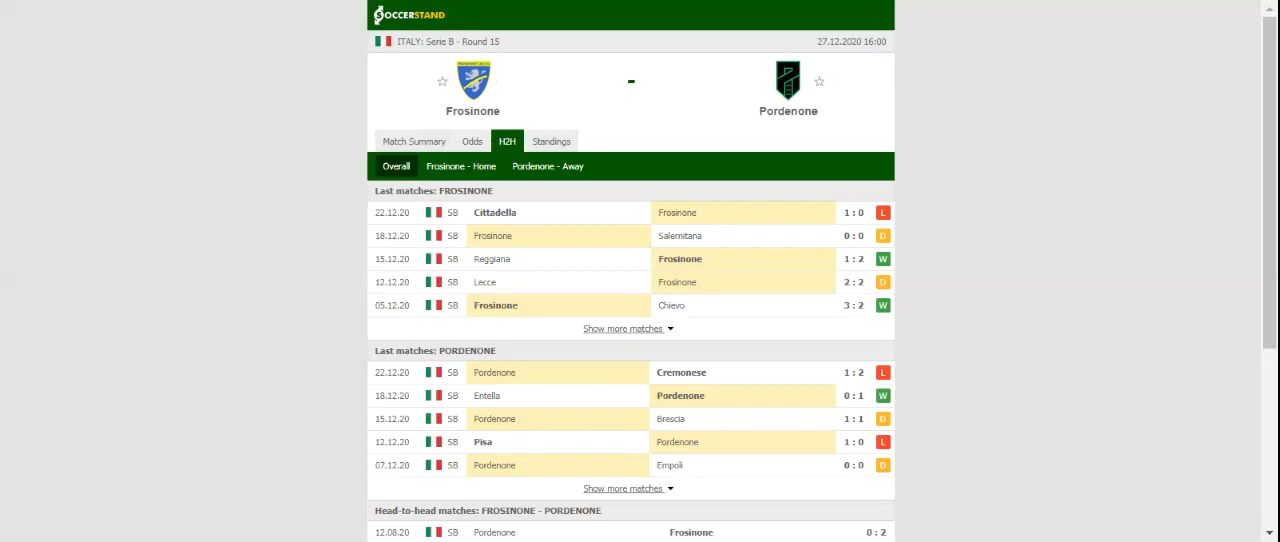 SOCCERSTAND
ITALY: Serie B - Round 15 27.12.2020 16:00
-
Frosinone Pordenone
Match Summary Odds H2H Standings
Overall Frosinone - Home Pordenone - Away
Last matches: FROSINONE
22.12.20 SB Cittadella Frosinone 1 : 0 L
18.12.20 SB Frosinone Salernitana 0 : 0 D
15.12.20 SB Reggiana Frosinone 1 : 2 W
12.12.20 SB Lecce Frosinone 2 : 2 D
05.12.20 SB Frosinone Chievo 3 : 2 W
Show more matches
Last matches: PORDENONE
22.12.20 SB Pordenone Cremonese 1 : 2 L
18.12.20 SB Entella Pordenone 0 : 1 W
15.12.20 SB Pordenone Brescia 1 : 1 D
12.12.20 SB Pisa Pordenone 1 : 0 L
07.12.20 SB Pordenone Empoli 0 : 0 D
Show more matches
Head-to-head matches: FROSINONE - PORDENONE
12.08.20 SB Pordenone Frosinone 0 : 2